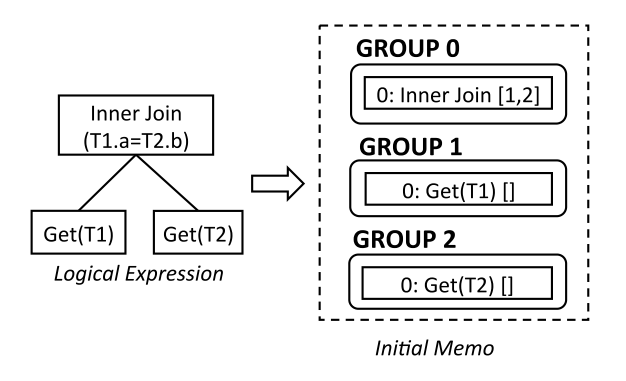 Inner Join
(T1.a=T2.b)
Get(T1)
Get(T2)
Logical Expression
GROUP 0
0: Inner Join [1,2]
GROUP 1
0: Get(T1) []
GROUP 2
0: Get(T2) []
Initial Memo